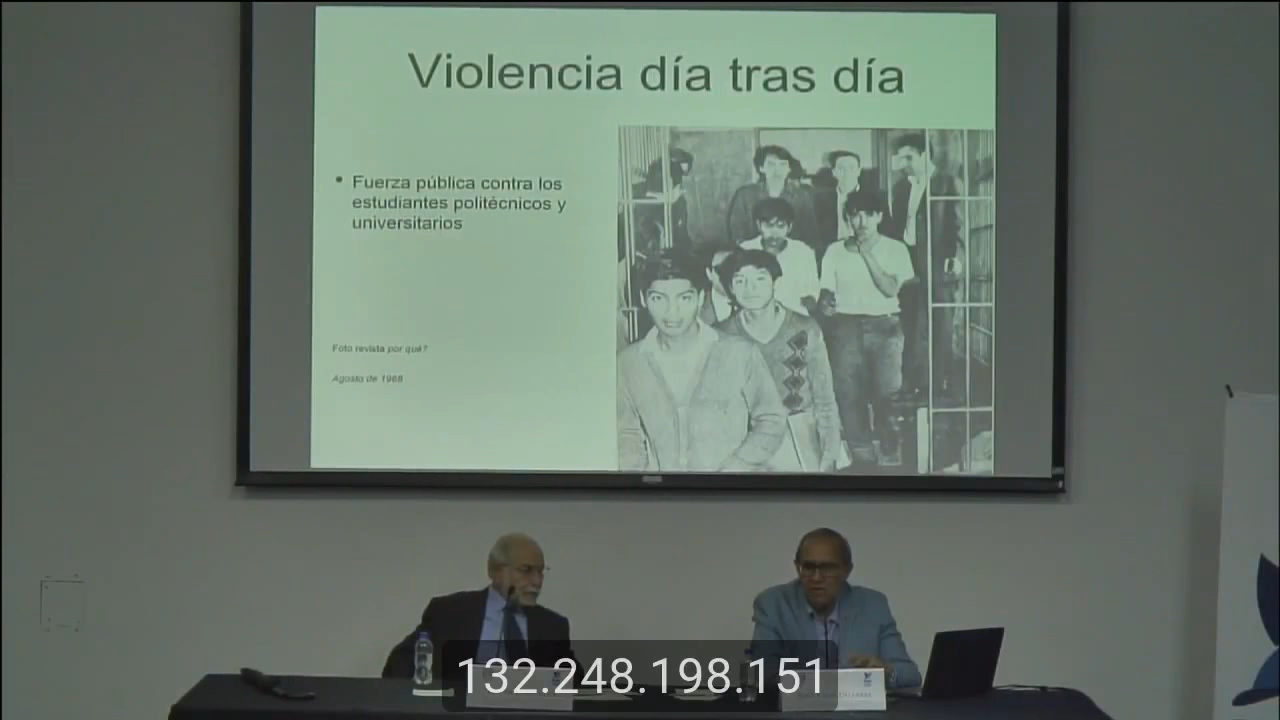 Violencia día tras día
• Fuerza pública contra los
estudiantes politécnicos y
universitarios
Foto revista por qué?
Agosto de 1968
132.248.198.151